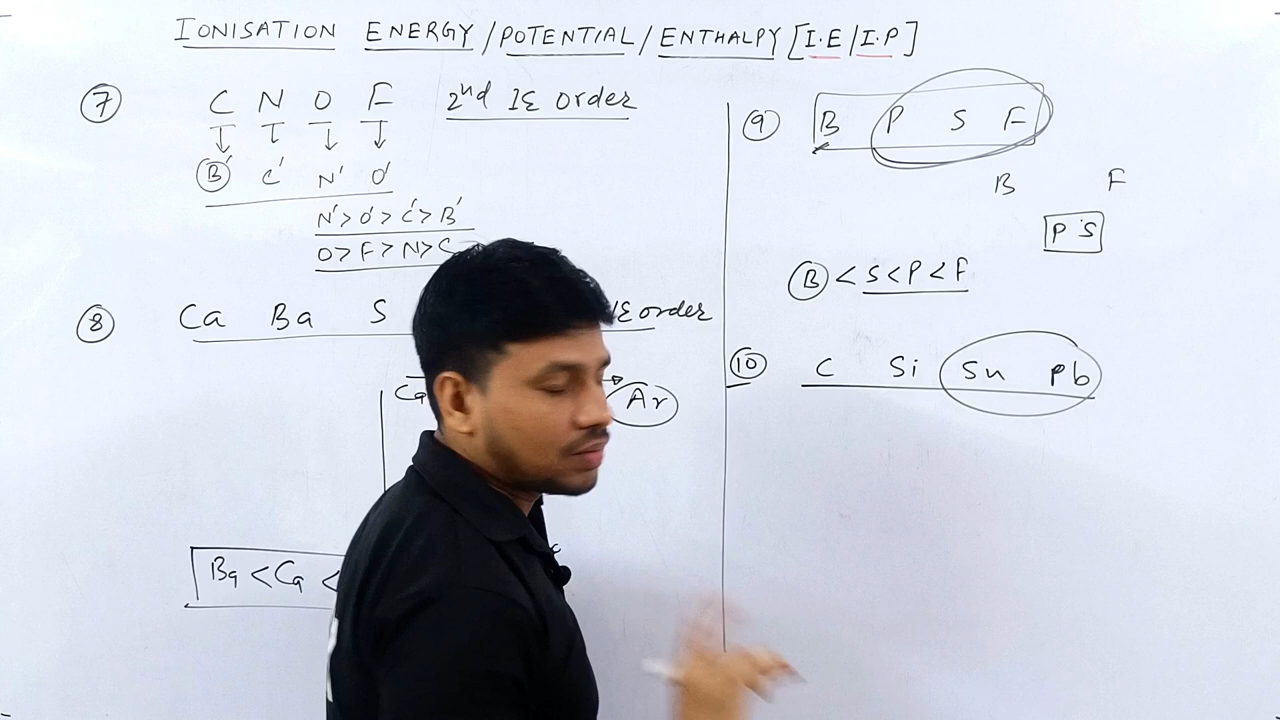 IONISATION ENERGY/POTENTIAL/ENTHALPY [I.E/I.P]
⑦ C N O F 2nd IE order
B' C' N' O'
N' > O' > C' > B'
O > F > N > C
⑧ Ca Ba S IE order
Ca Ar
Ba < Ca <
⑨ B P S F
B F
P S
B < S < P < F
⑩ C Si Sn Pb